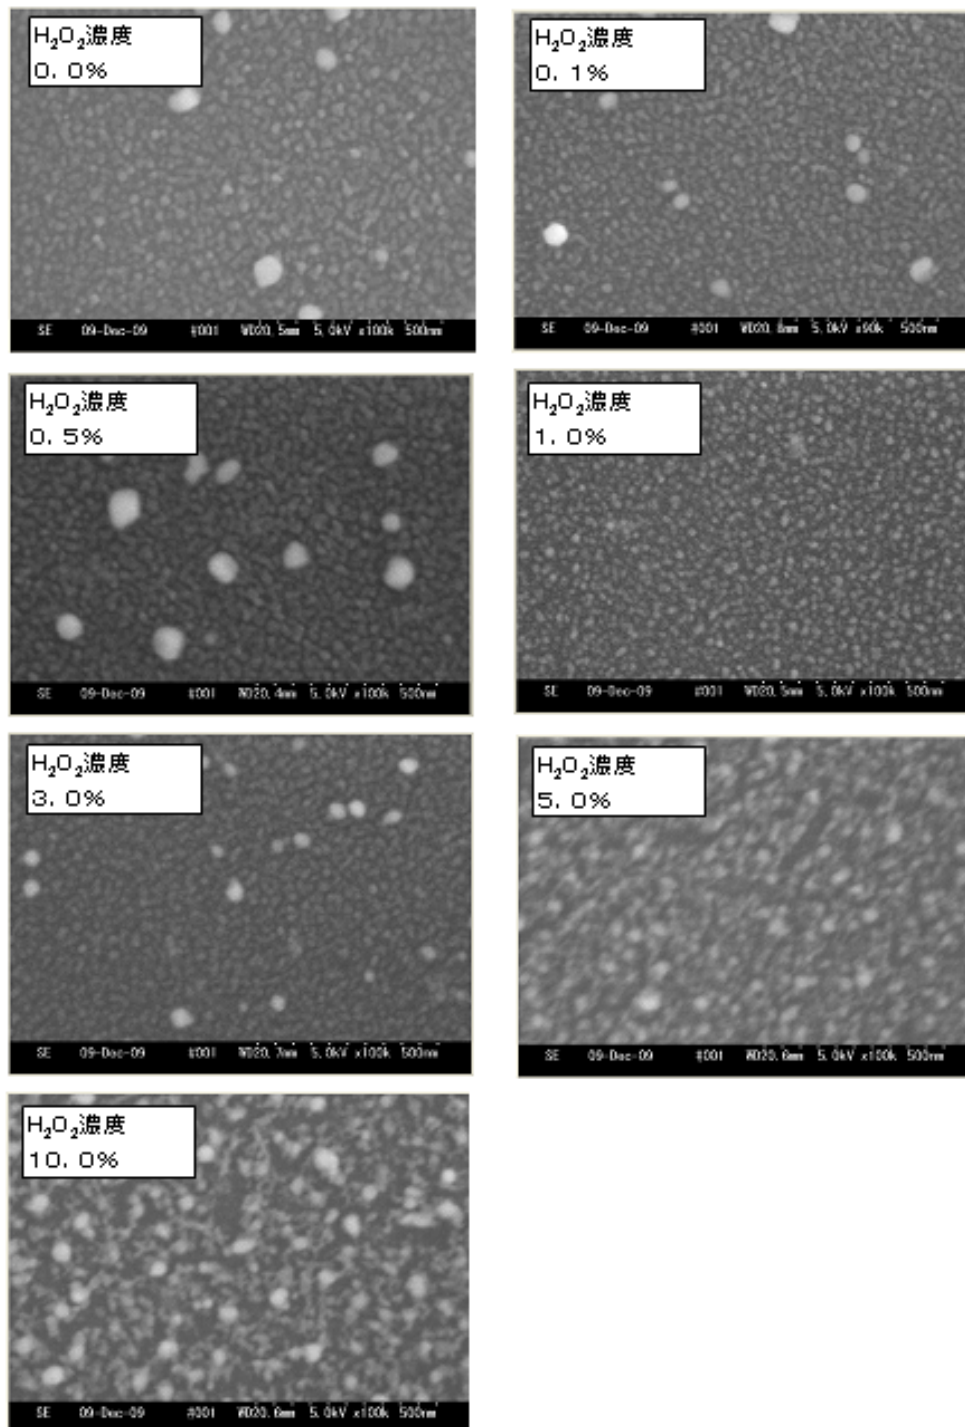 H₂O₂濃度
0. 0%
SE 09-Dec-09 #001 WD20.5mm 5.0kV x100k 500nm
H₂O₂濃度
0. 1%
SE 09-Dec-09 #001 WD20.8mm 5.0kV x90k 500nm
H₂O₂濃度
0. 5%
SE 09-Dec-09 #001 WD20.4mm 5.0kV x100k 500nm
H₂O₂濃度
1. 0%
SE 09-Dec-09 #001 WD20.5mm 5.0kV x100k 500nm
H₂O₂濃度
3. 0%
SE 09-Dec-09 #001 WD20.7mm 5.0kV x100k 500nm
H₂O₂濃度
5. 0%
SE 09-Dec-09 #001 WD20.6mm 5.0kV x100k 500nm
H₂O₂濃度
10. 0%
SE 09-Dec-09 #001 WD20.6mm 5.0kV x100k 500nm